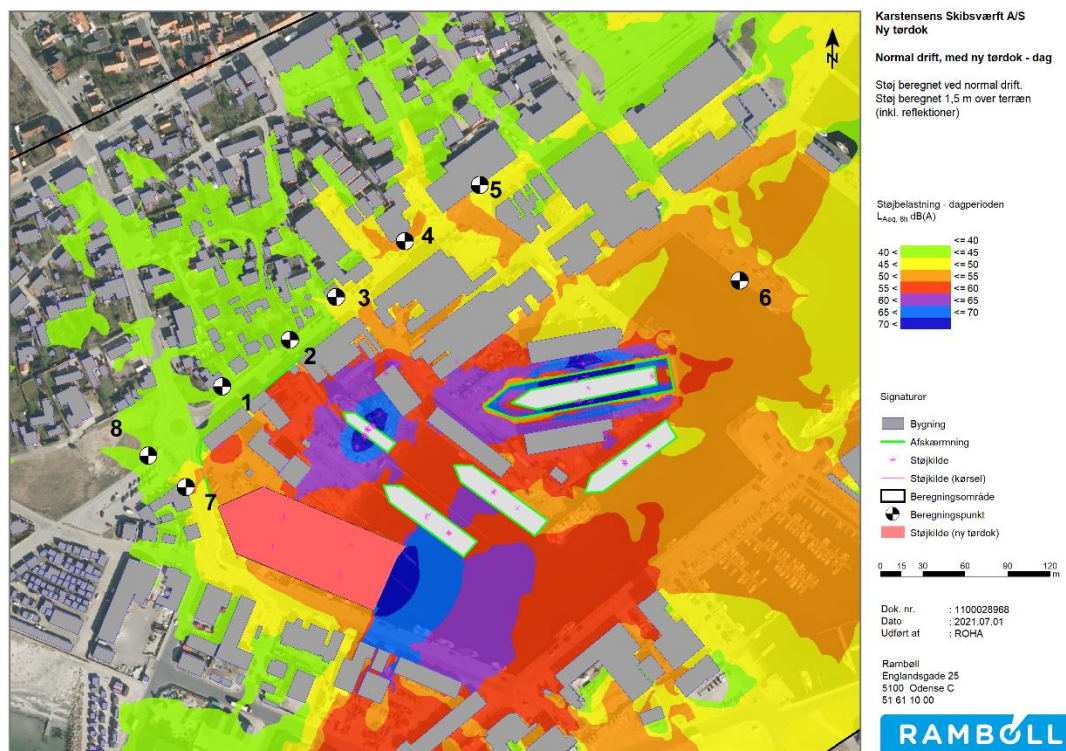 Karstensens Skibsværft A/S
Ny tørdok
Normal drift, med ny tørdok - dag
Støj beregnet ved normal drift.
Støj beregnet 1,5 m over terræn
(inkl. reflektioner)
N
5
4
6
3
2
1
8
7
Støjbelastning - dagperioden
LAeq, 8h dB(A)
<= 40
40 < <= 45
45 < <= 50
50 < <= 55
55 < <= 60
60 < <= 65
65 < <= 70
70 <
Signaturer
Bygning
Afskærmning
Støjkilde
Støjkilde (kørsel)
Beregningsområde
Beregningspunkt
Støjkilde (ny tørdok)
0 15 30 60 90 120
m
Dok. nr. : 1100028968
Dato : 2021.07.01
Udført af : ROHA
Rambøll
Englandsgade 25
5100 Odense C
51 61 10 00
RAMBOLL